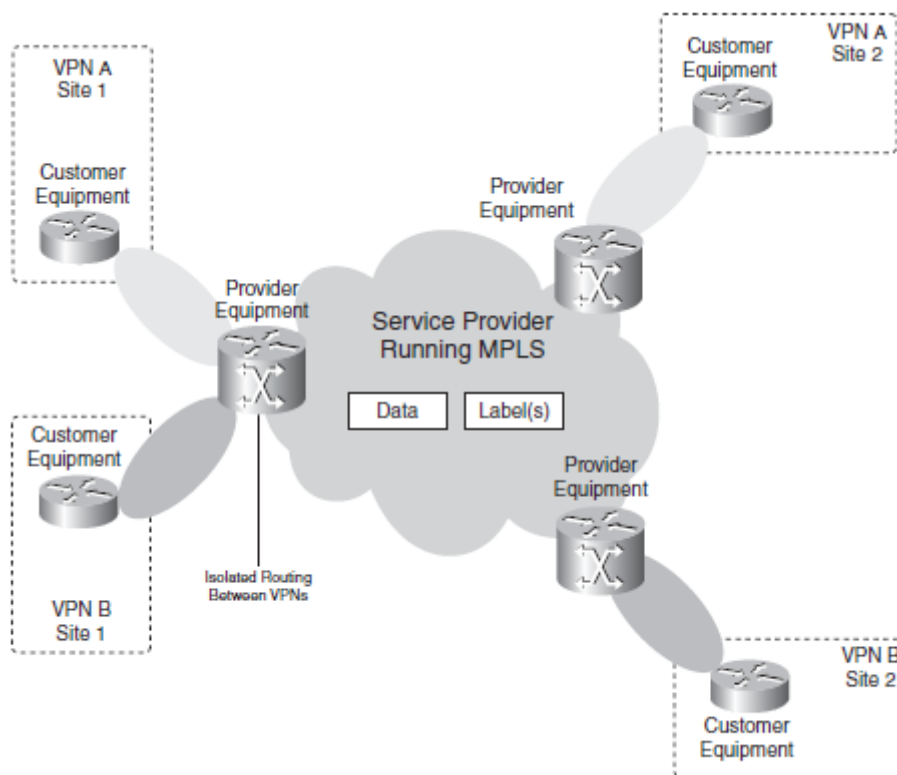 VPN A
Site 1
Customer
Equipment
Customer
Equipment
VPN A
Site 2
Provider
Equipment
Provider
Equipment
Service Provider
Running MPLS
Data
Label(s)
Customer
Equipment
Provider
Equipment
Isolated Routing
Between VPNs
VPN B
Site 1
VPN B
Site 2
Customer
Equipment